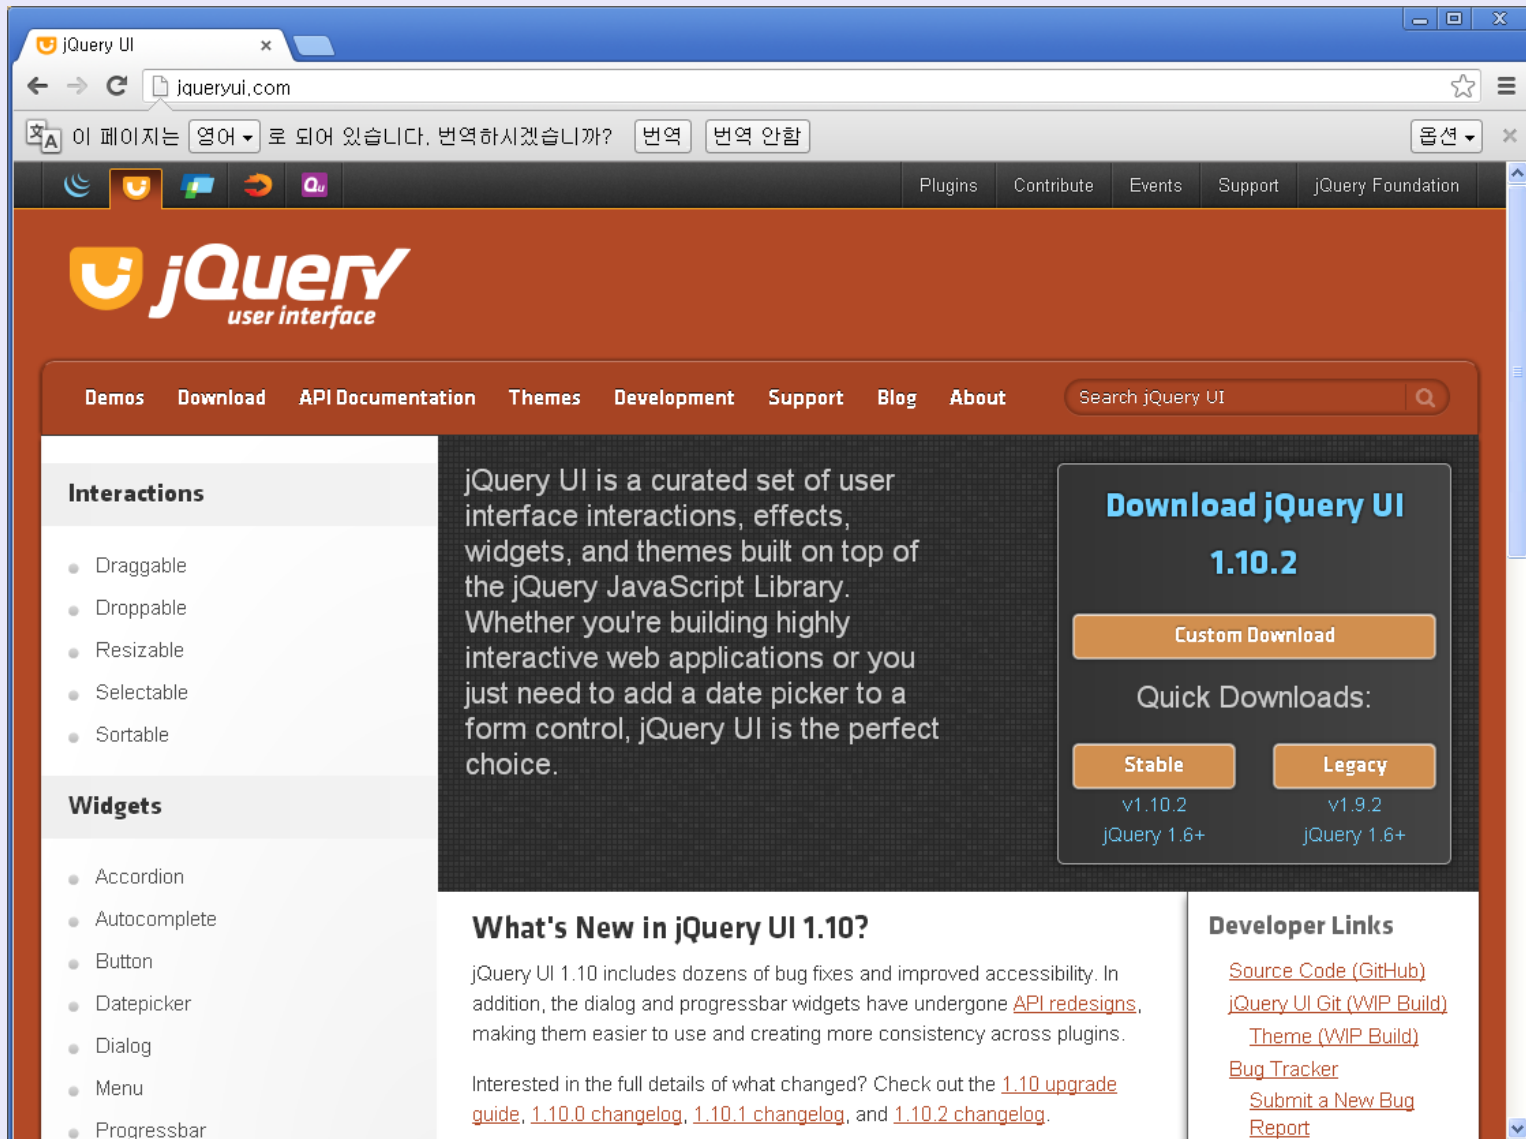 jQuery UI
jqueryui.com
이 페이지는 영어 로 되어 있습니다. 번역하시겠습니까? 번역 번역 안함 옵션
Plugins Contribute Events Support jQuery Foundation
jQuery
user interface
Demos Download API Documentation Themes Development Support Blog About Search jQuery UI
Interactions
Draggable
Droppable
Resizable
Selectable
Sortable
Widgets
Accordion
Autocomplete
Button
Datepicker
Dialog
Menu
Progressbar
jQuery UI is a curated set of user
interface interactions, effects,
widgets, and themes built on top of
the jQuery JavaScript Library.
Whether you're building highly
interactive web applications or you
just need to add a date picker to a
form control, jQuery UI is the perfect
choice.
Download jQuery UI
1.10.2
Custom Download
Quick Downloads:
Stable Legacy
v1.10.2 v1.9.2
jQuery 1.6+ jQuery 1.6+
What's New in jQuery UI 1.10?
jQuery UI 1.10 includes dozens of bug fixes and improved accessibility. In
addition, the dialog and progressbar widgets have undergone API redesigns,
making them easier to use and creating more consistency across plugins.
Interested in the full details of what changed? Check out the 1.10 upgrade
guide, 1.10.0 changelog, 1.10.1 changelog, and 1.10.2 changelog.
Developer Links
Source Code (GitHub)
jQuery UI Git (WIP Build)
Theme (WIP Build)
Bug Tracker
Submit a New Bug
Report